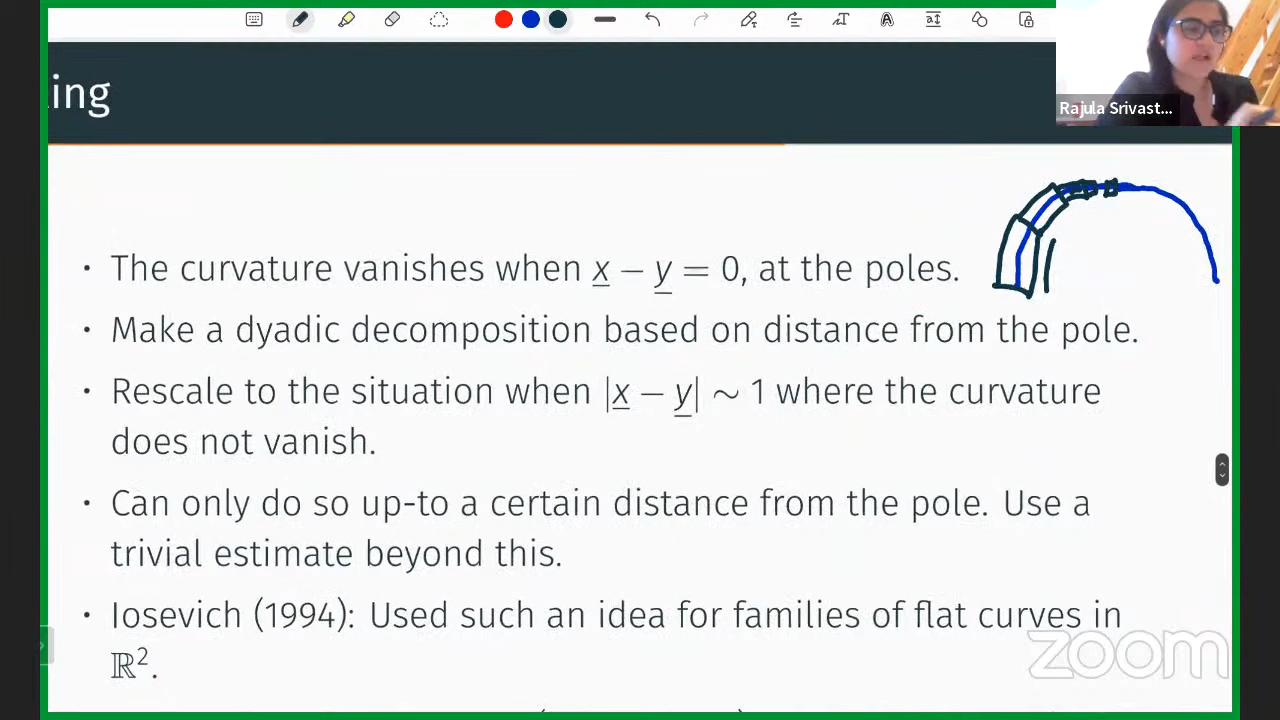 ing
Rajula Srivast...
• The curvature vanishes when x − y = 0, at the poles.
• Make a dyadic decomposition based on distance from the pole.
• Rescale to the situation when |x − y| ∼ 1 where the curvature
does not vanish.
• Can only do so up-to a certain distance from the pole. Use a
trivial estimate beyond this.
• Iosevich (1994): Used such an idea for families of flat curves in
ℝ².
zoom